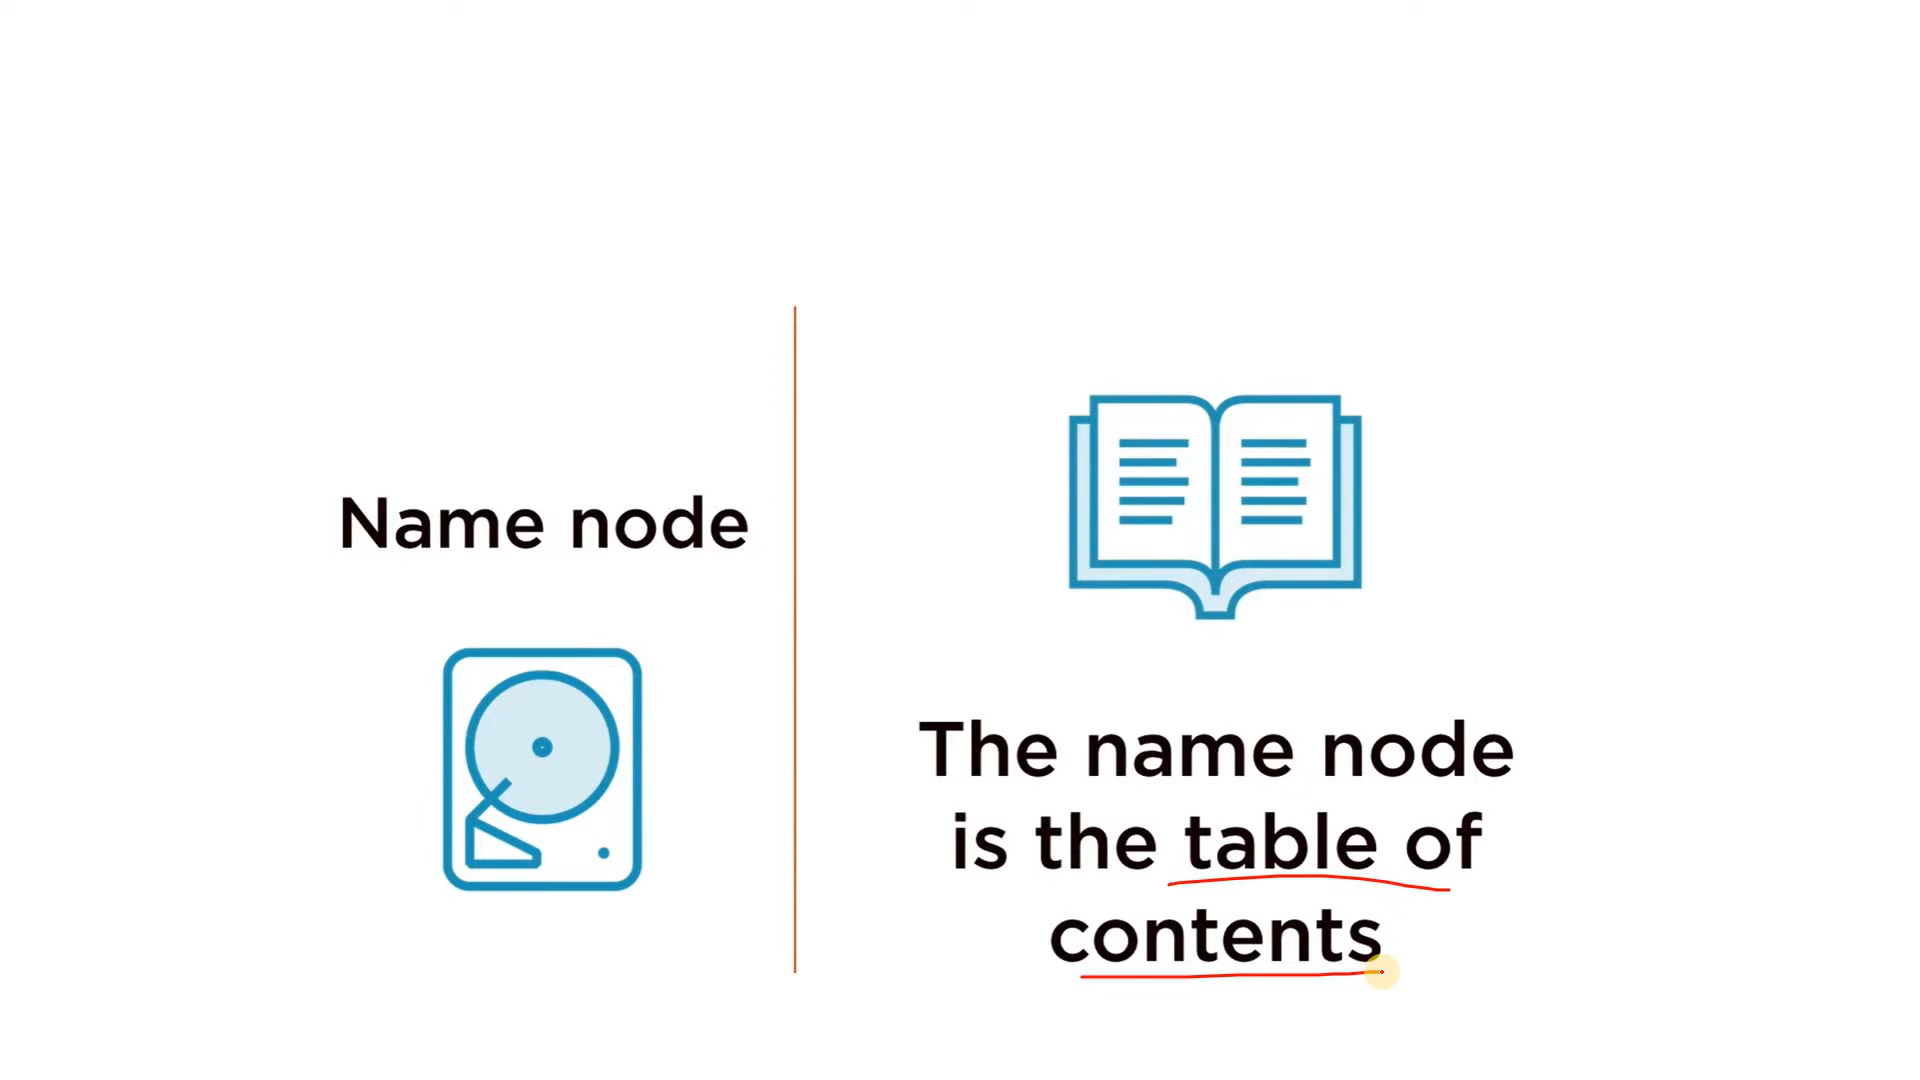 Name node
The name node
is the table of
contents